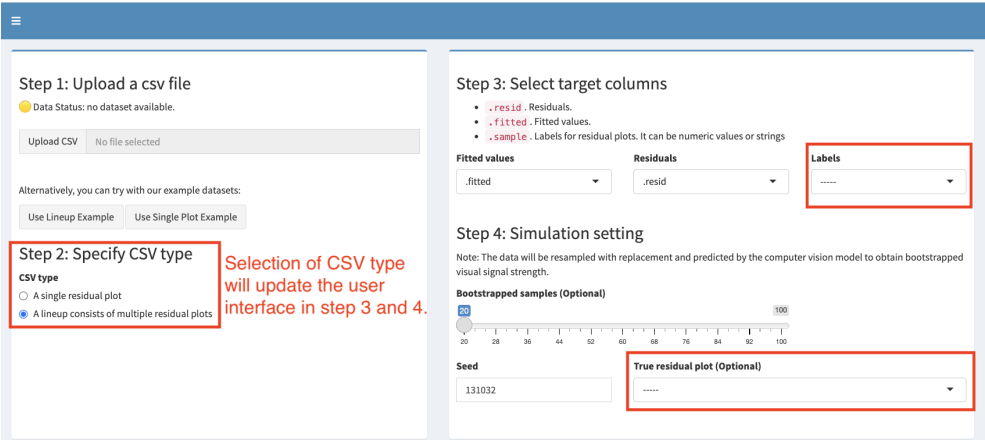 Step 1: Upload a csv file
Data Status: no dataset available.
Upload CSV
No file selected
Alternatively, you can try with our example datasets:
Use Lineup Example
Use Single Plot Example
Step 2: Specify CSV type
CSV type
A single residual plot
A lineup consists of multiple residual plots
Selection of CSV type
will update the user
interface in step 3 and 4.
Step 3: Select target columns
.resid . Residuals.
.fitted . Fitted values.
.sample . Labels for residual plots. It can be numeric values or strings
Fitted values
.fitted
Residuals
.resid
Labels
-----
Step 4: Simulation setting
Note: The data will be resampled with replacement and predicted by the computer vision model to obtain bootstrapped
visual signal strength.
Bootstrapped samples (Optional)
20 100
20 28 36 44 52 60 68 76 84 92 100
Seed
131032
True residual plot (Optional)
-----